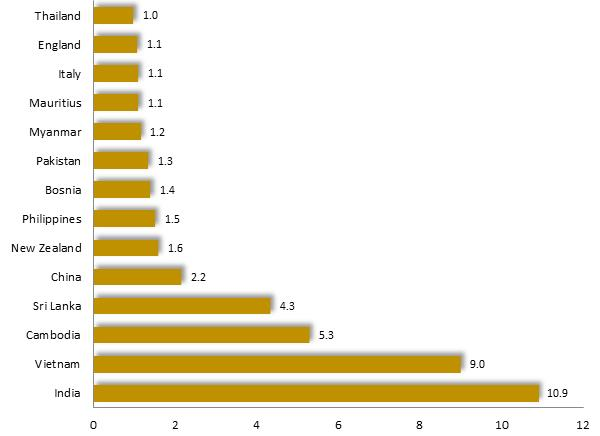 Thailand 1.0
England 1.1
Italy 1.1
Mauritius 1.1
Myanmar 1.2
Pakistan 1.3
Bosnia 1.4
Philippines 1.5
New Zealand 1.6
China 2.2
Sri Lanka 4.3
Cambodia 5.3
Vietnam 9.0
India 10.9
0 2 4 6 8 10 12